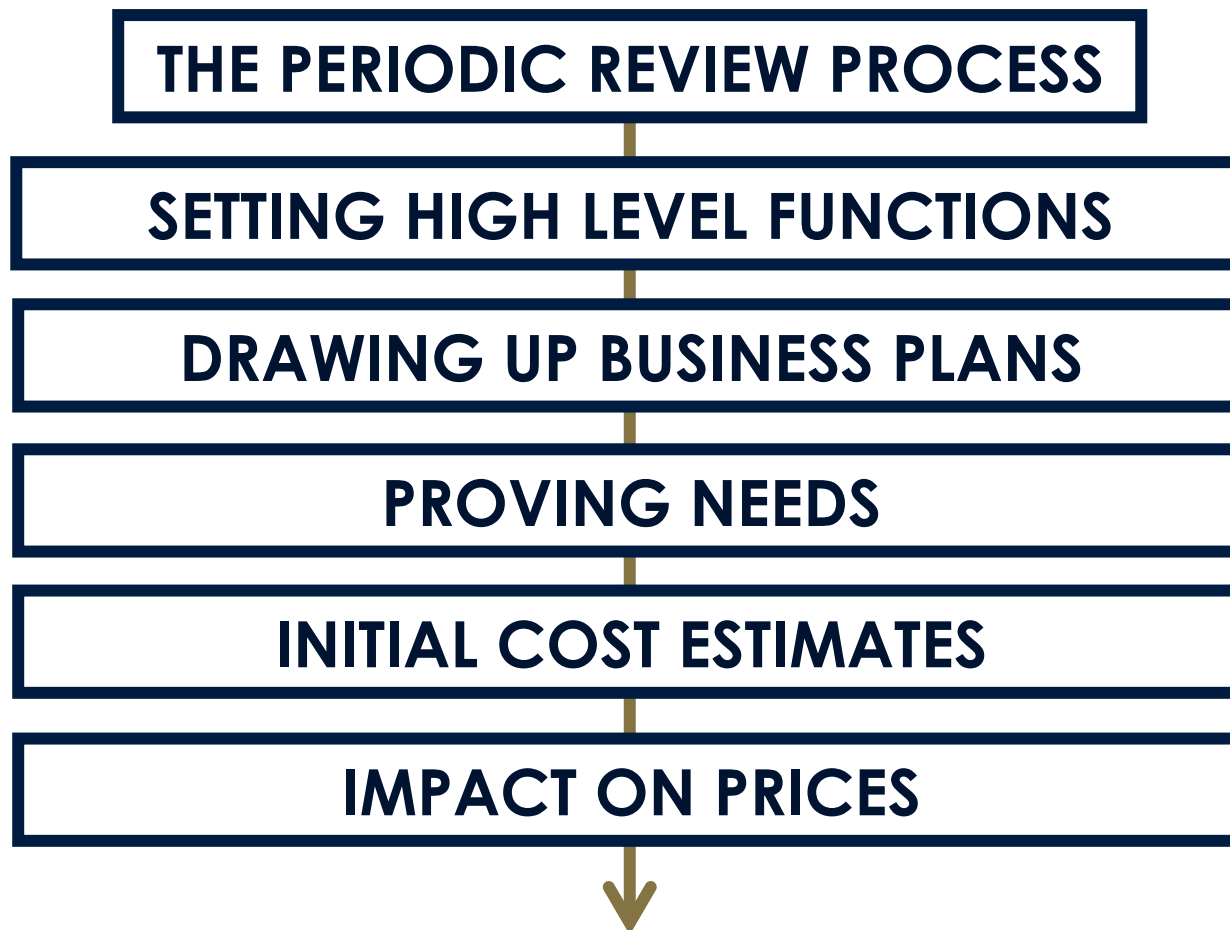 THE PERIODIC REVIEW PROCESS
SETTING HIGH LEVEL FUNCTIONS
DRAWING UP BUSINESS PLANS
PROVING NEEDS
INITIAL COST ESTIMATES
IMPACT ON PRICES